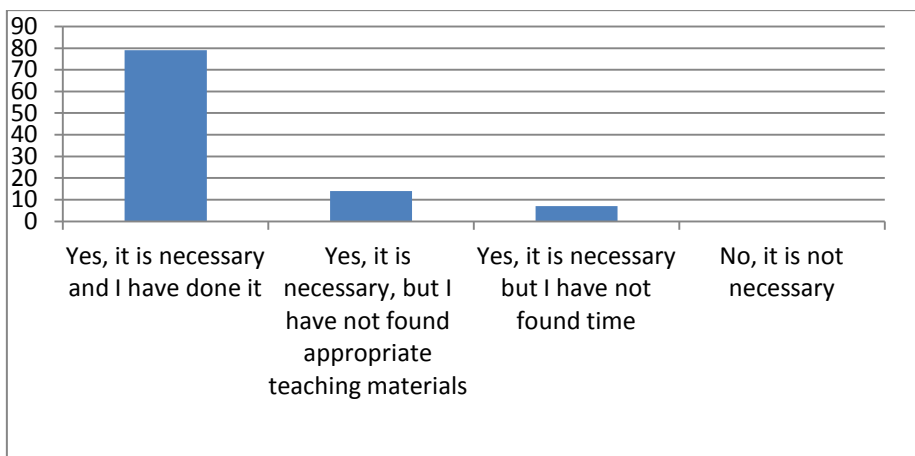 90
80
70
60
50
40
30
20
10
0
Yes, it is necessary
and I have done it
Yes, it is
necessary, but I
have not found
appropriate
teaching materials
Yes, it is necessary
but I have not
found time
No, it is not
necessary